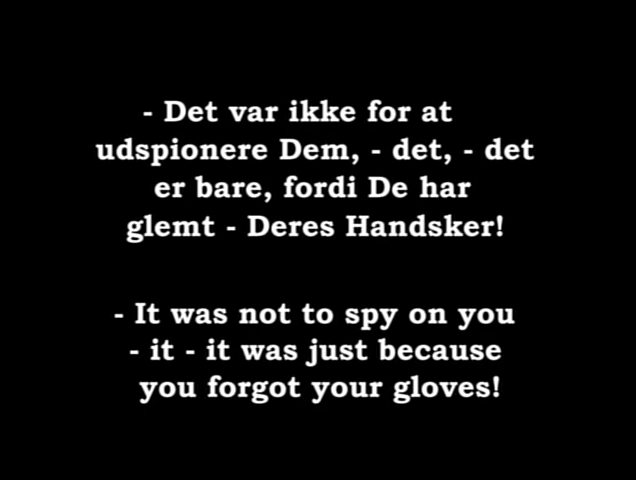 - Det var ikke for at
udspionere Dem, - det, - det
er bare, fordi De har
glemt - Deres Handsker!
- It was not to spy on you
- it - it was just because
you forgot your gloves!